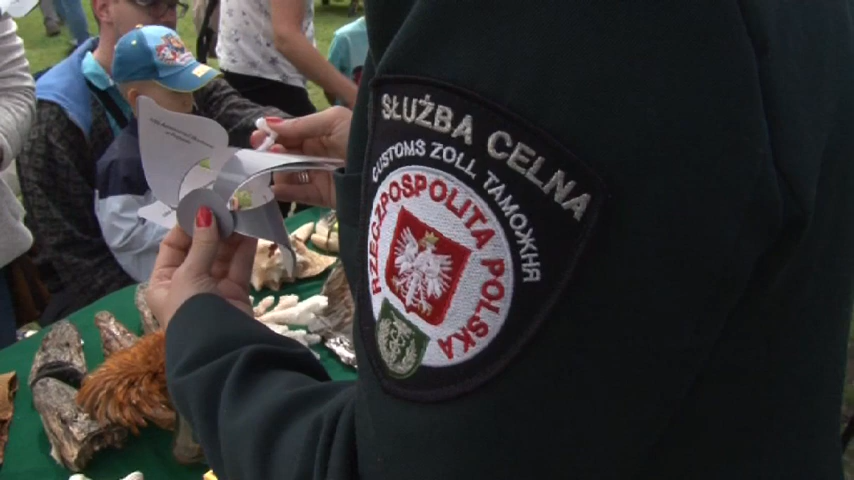 SŁUŻBA CELNA
CUSTOMS ZOLL ТАМОЖНЯ
RZECZPOSPOLITA POLSKA